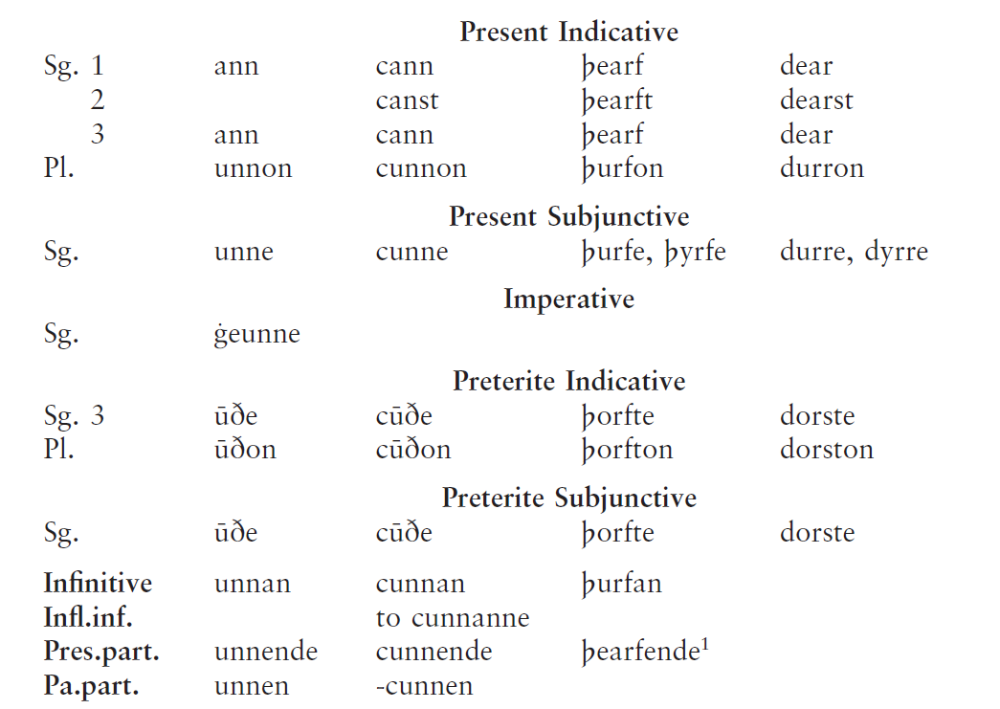 Present Indicative
Sg. 1 ann cann þearf dear
2 canst þearft dearst
3 ann cann þearf dear
Pl. unnon cunnon þurfon durron
Present Subjunctive
Sg. unne cunne þurfe, þyrfe durre, dyrre
Imperative
Sg. ġeunne
Preterite Indicative
Sg. 3 ūðe cūðe þorfte dorste
Pl. ūðon cūðon þorfton dorston
Preterite Subjunctive
Sg. ūðe cūðe þorfte dorste
Infinitive unnan cunnan þurfan
Infl.inf. to cunnanne
Pres.part. unnende cunnende þearfende¹
Pa.part. unnen -cunnen